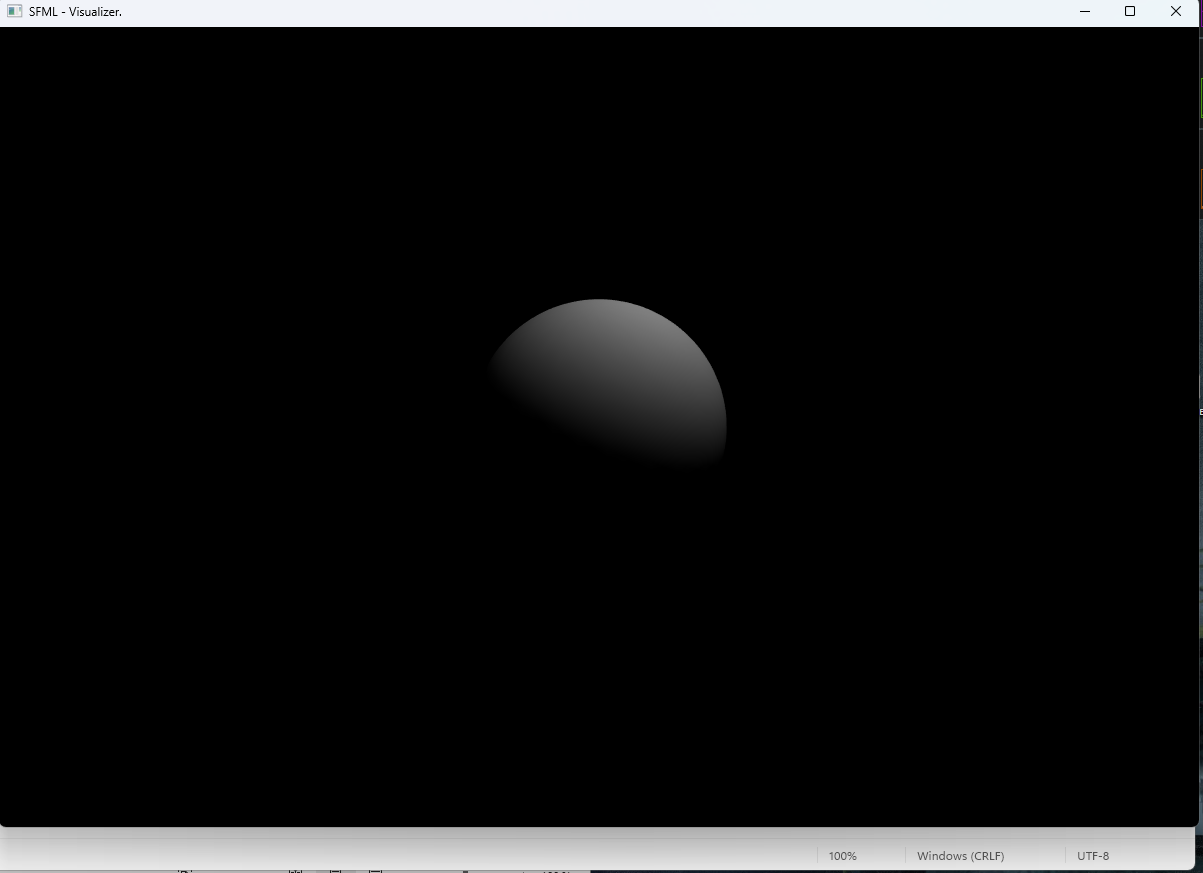 SFML - Visualizer.
100%
Windows (CRLF)
UTF-8